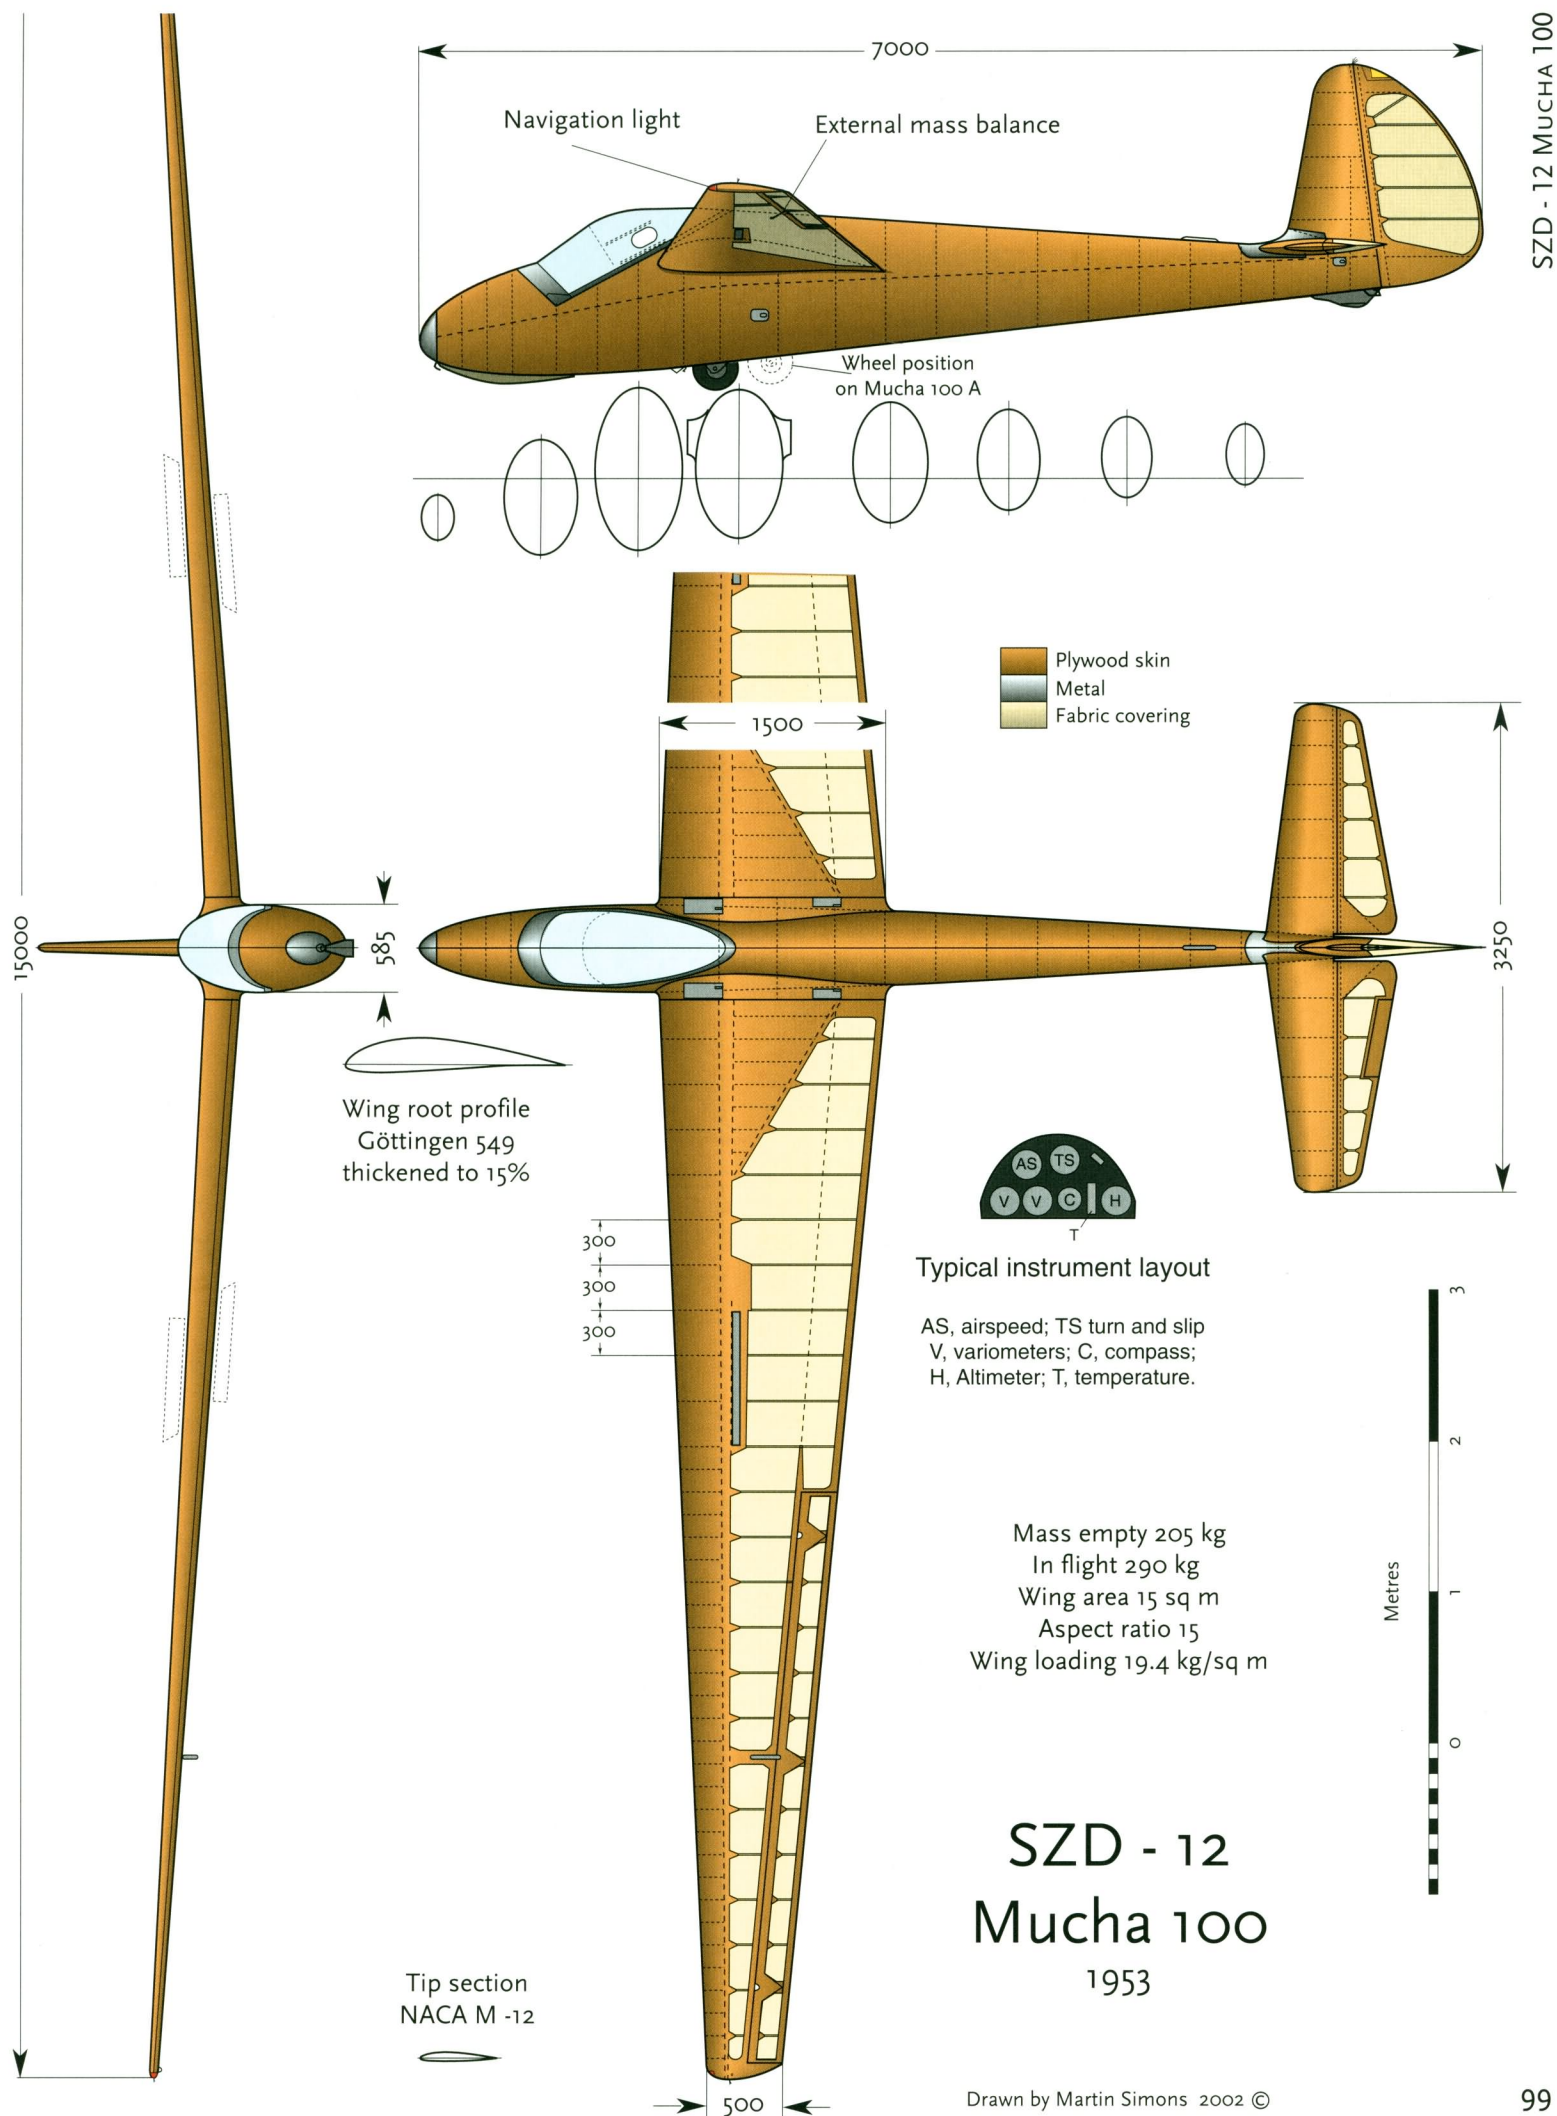 SZD - 12 MUCHA 100
7000
Navigation light
External mass balance
Wheel position
on Mucha 100 A
Plywood skin
Metal
Fabric covering
1500
15000
585
3250
Wing root profile
Göttingen 549
thickened to 15%
300
300
300
AS
TS
V
V
C
H
T
Typical instrument layout
AS, airspeed; TS turn and slip
V, variometers; C, compass;
H, Altimeter; T, temperature.
3
2
1
0
Metres
Mass empty 205 kg
In flight 290 kg
Wing area 15 sq m
Aspect ratio 15
Wing loading 19.4 kg/sq m
SZD - 12
Mucha 100
1953
Tip section
NACA M -12
500
Drawn by Martin Simons 2002 ©
99